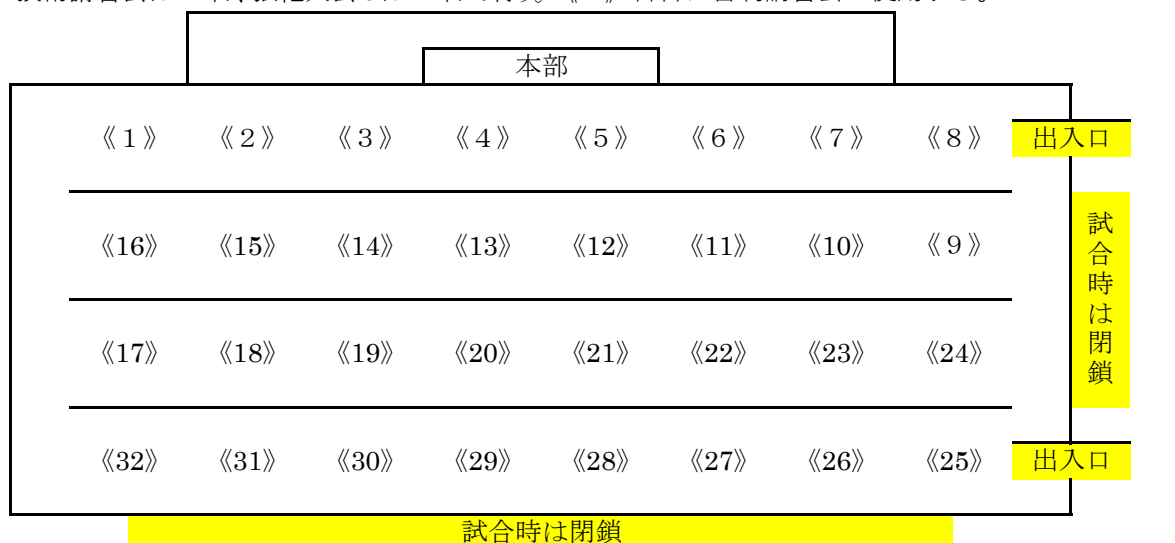 本部
《１》 《２》 《３》 《４》 《５》 《６》 《７》 《８》 出入口
《16》 《15》 《14》 《13》 《12》 《11》 《10》 《９》
試合時は閉鎖
《17》 《18》 《19》 《20》 《21》 《22》 《23》 《24》
《32》 《31》 《30》 《29》 《28》 《27》 《26》 《25》 出入口
試合時は閉鎖